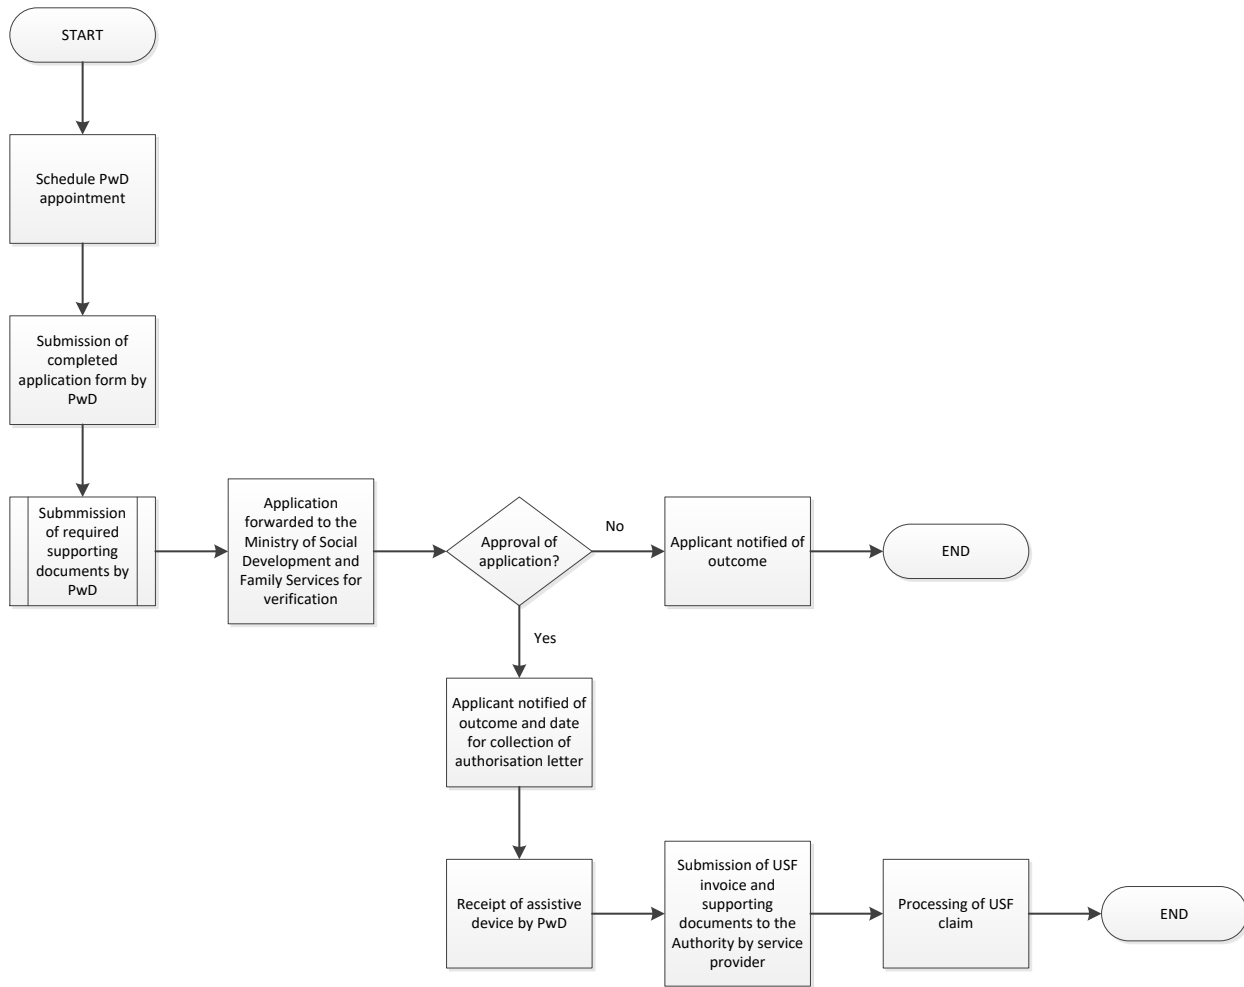 START
Schedule PwD
appointment
Submission of
completed
application form by
PwD
Submmission
of required
supporting
documents by
PwD
Application
forwarded to the
Ministry of Social
Development and
Family Services for
verification
Approval of
application?
No
Applicant notified of
outcome
END
Yes
Applicant notified of
outcome and date
for collection of
authorisation letter
Receipt of assistive
device by PwD
Submission of USF
invoice and
supporting
documents to the
Authority by service
provider
Processing of USF
claim
END